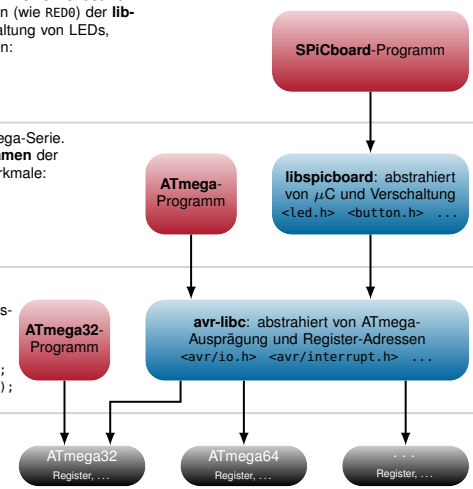 en (wie RED0) der lib-
altung von LEDs,
en:
SPiCboard-Programm
ega-Serie.
amen der
rkmale:
ATmega-
Programm
libspicboard: abstrahiert
von μC und Verschaltung
<led.h> <button.h> ...
s-
;
);
ATmega32-
Programm
avr-libc: abstrahiert von ATmega-
Ausprägung und Register-Adressen
<avr/io.h> <avr/interrupt.h> ...
ATmega32
Register, ...
ATmega64
Register, ...
...
Register, ...